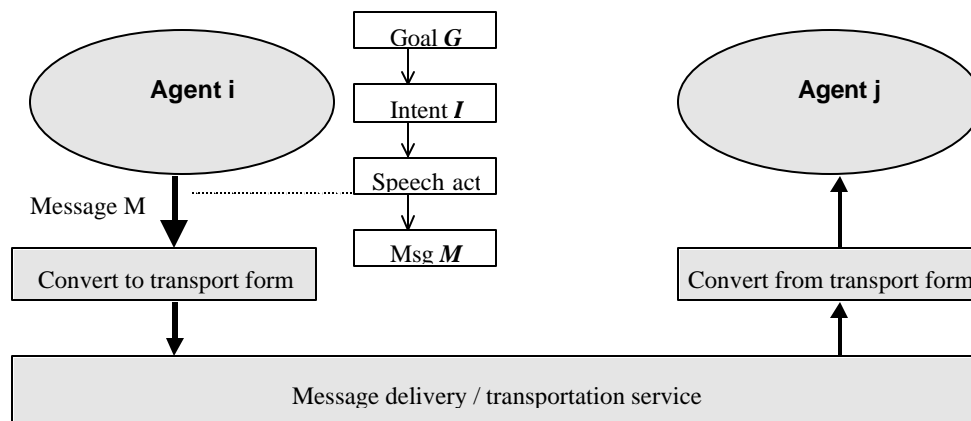 Goal G
Agent i
Agent j
Intent I
Speech act
Message M
Msg M
Convert to transport form
Convert from transport form
Message delivery / transportation service